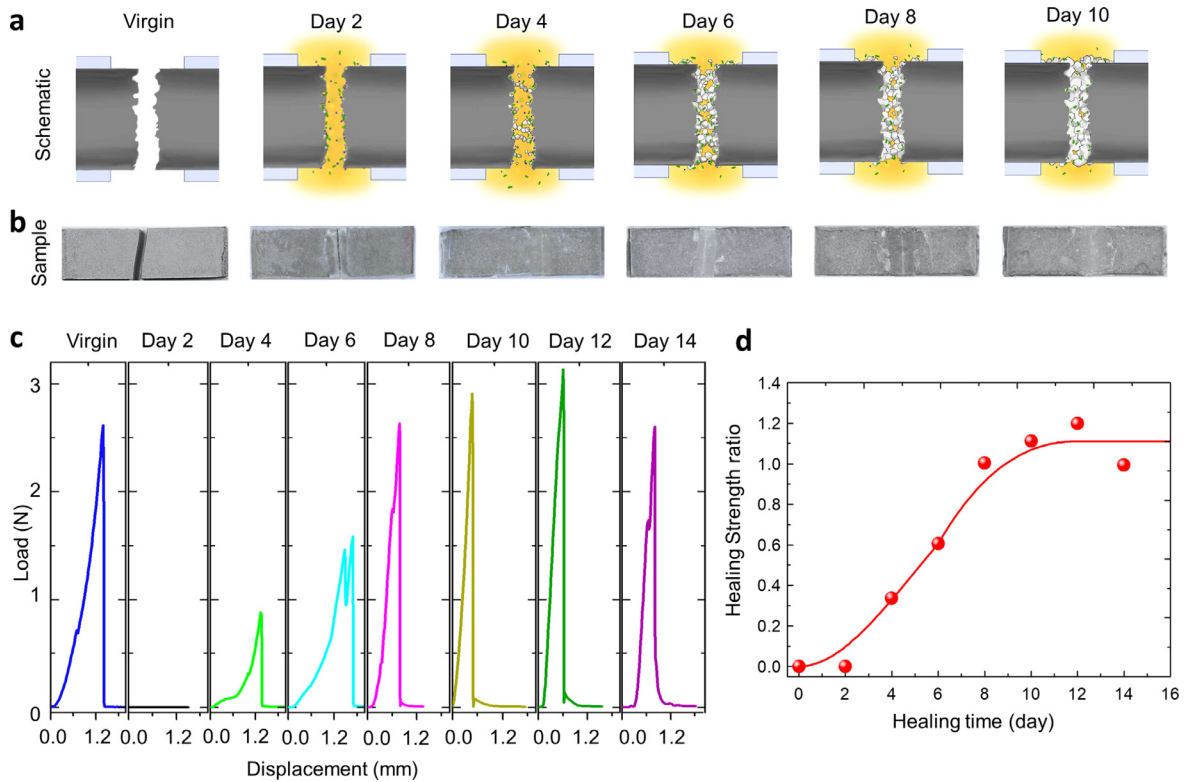 a
Virgin Day 2 Day 4 Day 6 Day 8 Day 10
Schematic
b
Sample
c
Virgin Day 2 Day 4 Day 6 Day 8 Day 10 Day 12 Day 14
3
2
1
0
Load (N)
0.0 1.2 0.0 1.2 0.0 1.2 0.0 1.2 0.0 1.2 0.0 1.2 0.0 1.2 0.0 1.2
Displacement (mm)
d
1.4
1.2
1.0
0.8
0.6
0.4
0.2
0.0
Healing Strength ratio
0 2 4 6 8 10 12 14 16
Healing time (day)